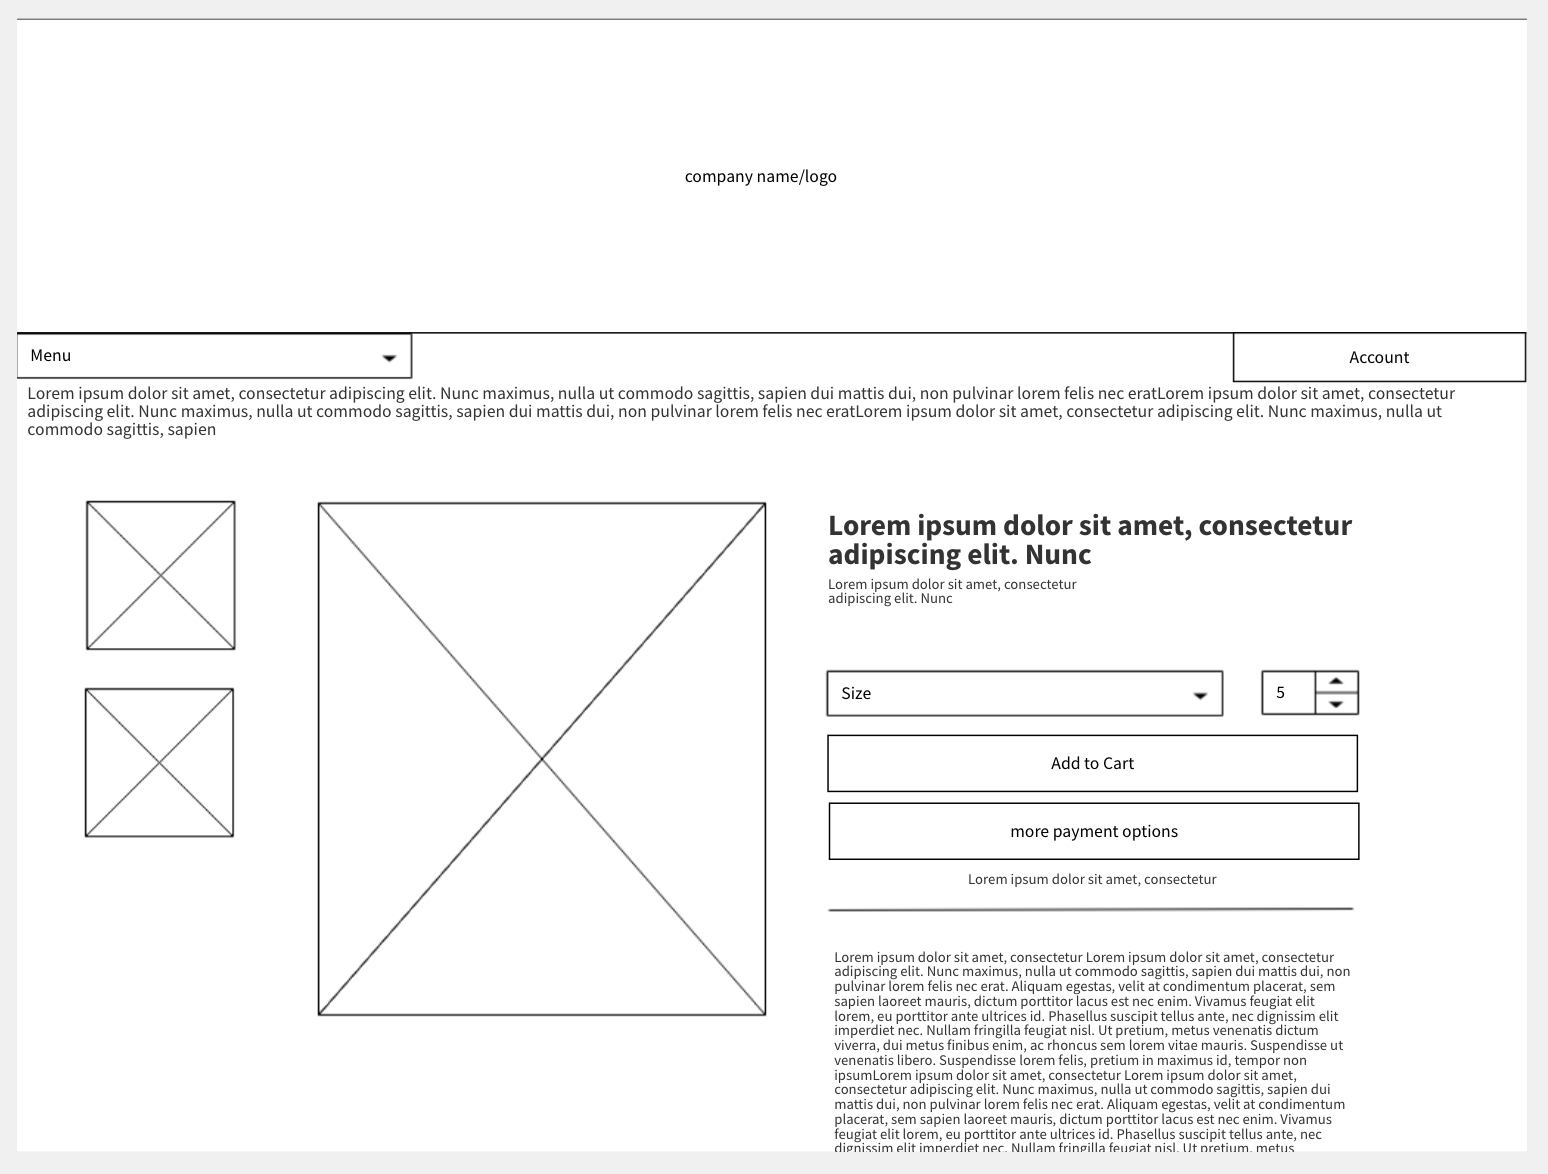 company name/logo
Menu
Account
Lorem ipsum dolor sit amet, consectetur adipiscing elit. Nunc maximus, nulla ut commodo sagittis, sapien dui mattis dui, non pulvinar lorem felis nec eratLorem ipsum dolor sit amet, consectetur
adipiscing elit. Nunc maximus, nulla ut commodo sagittis, sapien dui mattis dui, non pulvinar lorem felis nec eratLorem ipsum dolor sit amet, consectetur adipiscing elit. Nunc maximus, nulla ut
commodo sagittis, sapien
Lorem ipsum dolor sit amet, consectetur
adipiscing elit. Nunc
Lorem ipsum dolor sit amet, consectetur
adipiscing elit. Nunc
Size
5
Add to Cart
more payment options
Lorem ipsum dolor sit amet, consectetur
Lorem ipsum dolor sit amet, consectetur Lorem ipsum dolor sit amet, consectetur
adipiscing elit. Nunc maximus, nulla ut commodo sagittis, sapien dui mattis dui, non
pulvinar lorem felis nec erat. Aliquam egestas, velit at condimentum placerat, sem
sapien laoreet mauris, dictum porttitor lacus est nec enim. Vivamus feugiat elit
lorem, eu porttitor ante ultrices id. Phasellus suscipit tellus ante, nec dignissim elit
imperdiet nec. Nullam fringilla feugiat nisl. Ut pretium, metus venenatis dictum
viverra, dui metus finibus enim, ac rhoncus sem lorem vitae mauris. Suspendisse ut
venenatis libero. Suspendisse lorem felis, pretium in maximus id, tempor non
ipsumLorem ipsum dolor sit amet, consectetur Lorem ipsum dolor sit amet,
consectetur adipiscing elit. Nunc maximus, nulla ut commodo sagittis, sapien dui
mattis dui, non pulvinar lorem felis nec erat. Aliquam egestas, velit at condimentum
placerat, sem sapien laoreet mauris, dictum porttitor lacus est nec enim. Vivamus
feugiat elit lorem, eu porttitor ante ultrices id. Phasellus suscipit tellus ante, nec
dignissim elit imperdiet nec. Nullam fringilla feugiat nisl. Ut pretium, metus